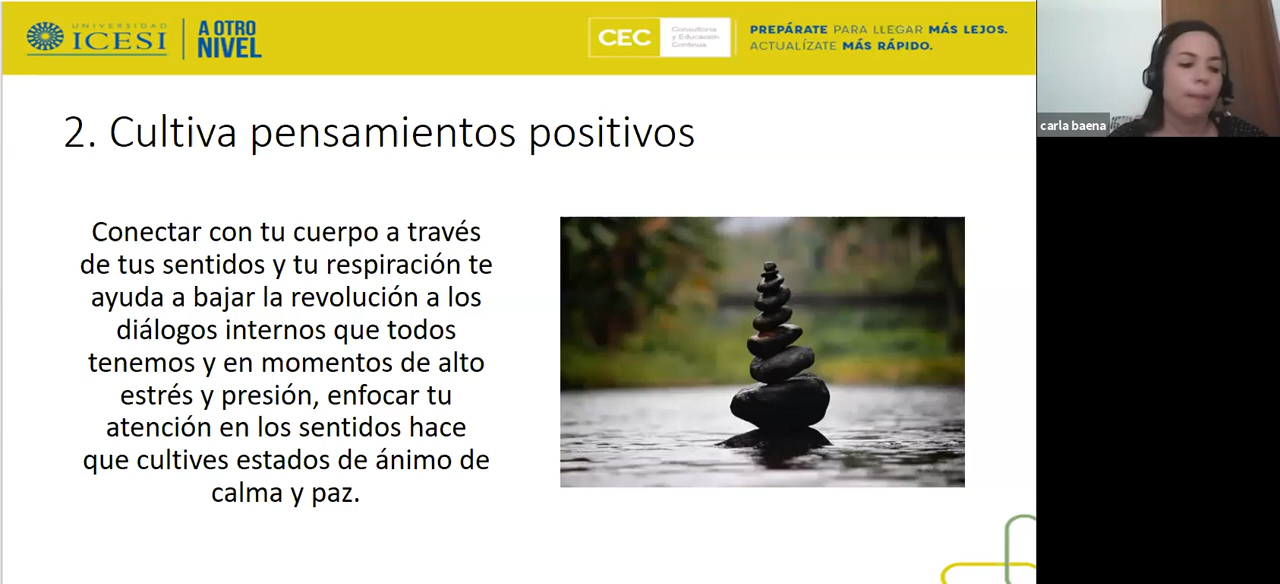 UNIVERSIDAD
ICESI
A OTRO
NIVEL
CEC
Consultoría
y Educación
Continua
PREPÁRATE PARA LLEGAR MÁS LEJOS.
ACTUALÍZATE MÁS RÁPIDO.
carla baena
2. Cultiva pensamientos positivos
Conectar con tu cuerpo a través
de tus sentidos y tu respiración te
ayuda a bajar la revolución a los
diálogos internos que todos
tenemos y en momentos de alto
estrés y presión, enfocar tu
atención en los sentidos hace
que cultives estados de ánimo de
calma y paz.